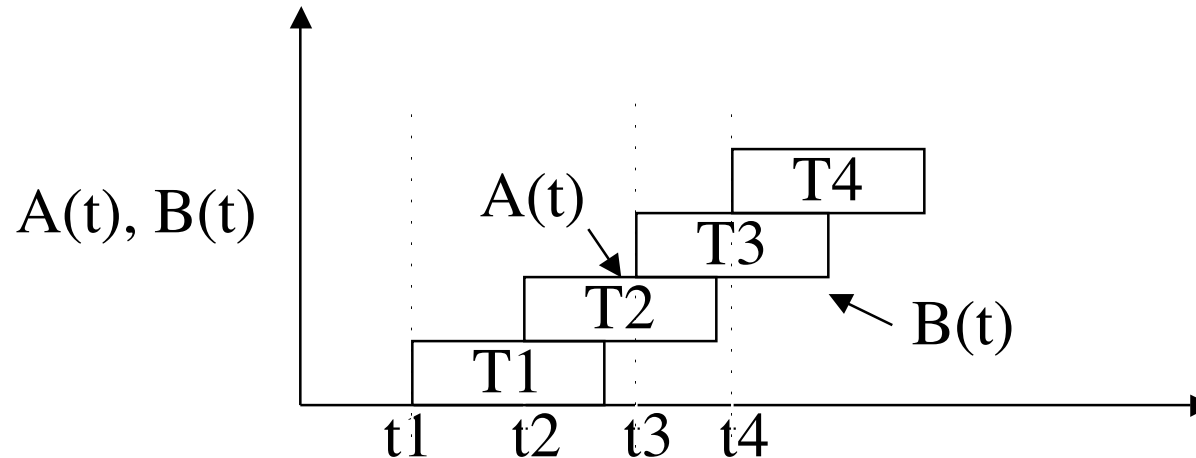 T4
A(t)
A(t), B(t)
T3
T2
B(t)
T1
t1 t2 t3 t4